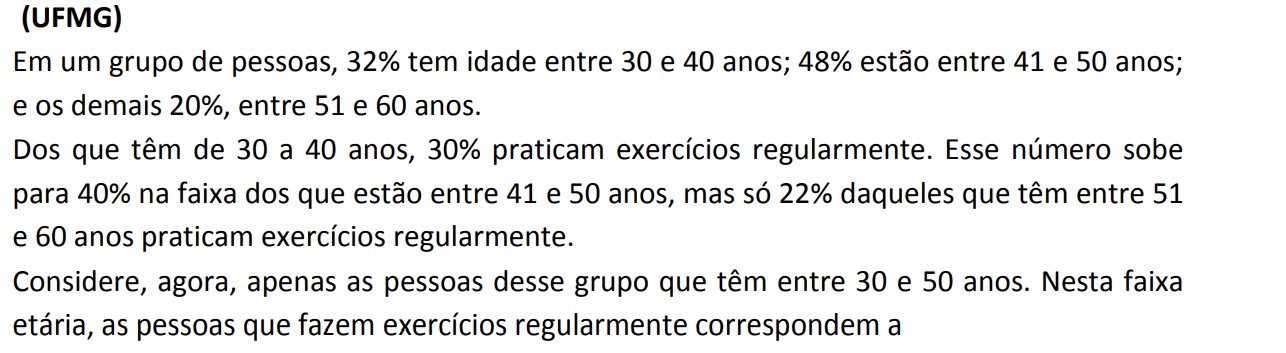 (UFMG)
Em um grupo de pessoas, 32% tem idade entre 30 e 40 anos; 48% estão entre 41 e 50 anos;
e os demais 20%, entre 51 e 60 anos.
Dos que têm de 30 a 40 anos, 30% praticam exercícios regularmente. Esse número sobe
para 40% na faixa dos que estão entre 41 e 50 anos, mas só 22% daqueles que têm entre 51
e 60 anos praticam exercícios regularmente.
Considere, agora, apenas as pessoas desse grupo que têm entre 30 e 50 anos. Nesta faixa
etária, as pessoas que fazem exercícios regularmente correspondem a